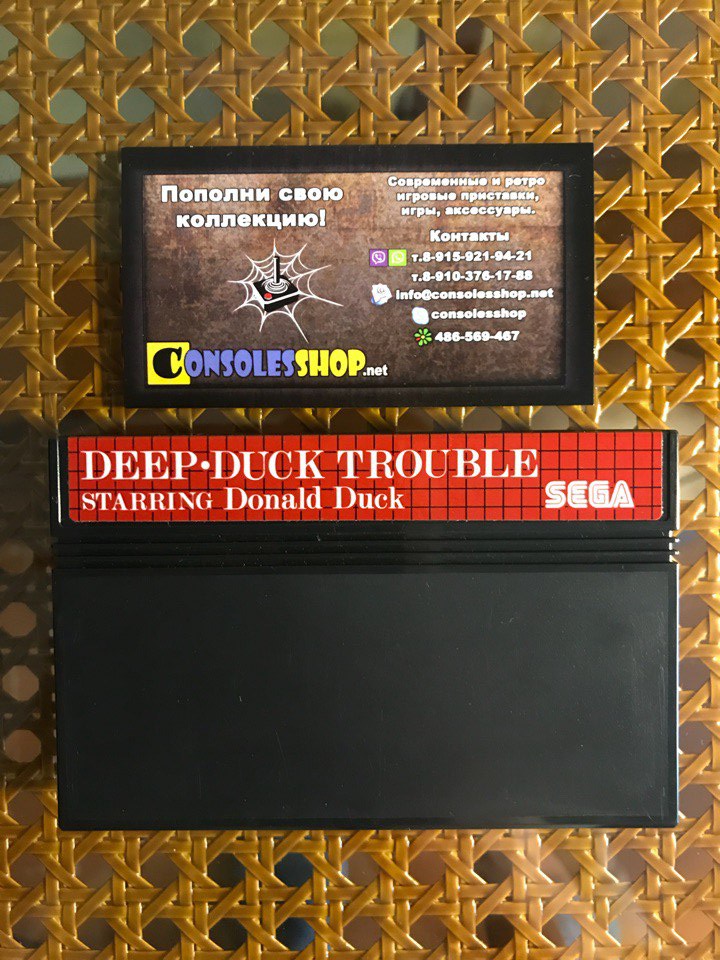 Пополни свою
коллекцию!
Современные и ретро
игровые приставки,
игры, аксессуары.
Контакты
т.8-915-921-94-21
т.8-910-376-17-88
info@consolesshop.net
consolesshop
486-569-467
CONSOLESSHOP.net
DEEP•DUCK TROUBLE
STARRING Donald Duck
SEGA